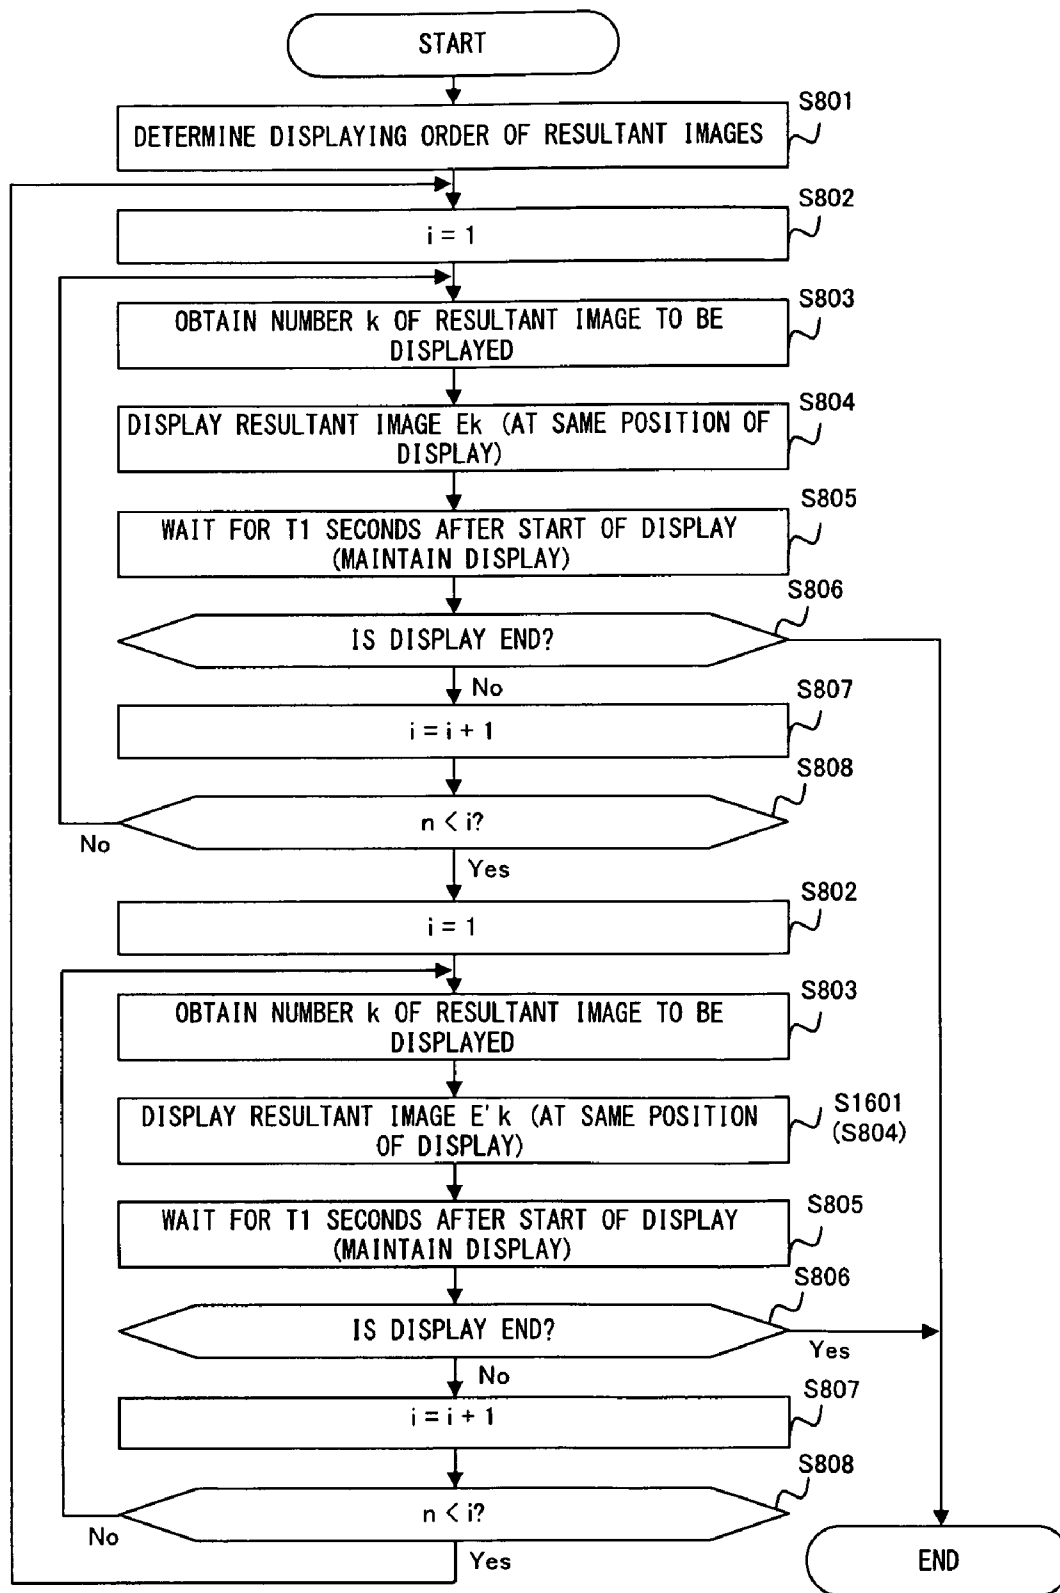 START
S801
DETERMINE DISPLAYING ORDER OF RESULTANT IMAGES
S802
i = 1
S803
OBTAIN NUMBER k OF RESULTANT IMAGE TO BE
DISPLAYED
S804
DISPLAY RESULTANT IMAGE Ek (AT SAME POSITION OF
DISPLAY)
S805
WAIT FOR T1 SECONDS AFTER START OF DISPLAY
(MAINTAIN DISPLAY)
S806
IS DISPLAY END?
No
S807
i = i + 1
S808
n < i?
No
Yes
S802
i = 1
S803
OBTAIN NUMBER k OF RESULTANT IMAGE TO BE
DISPLAYED
S1601
(S804)
DISPLAY RESULTANT IMAGE E'k (AT SAME POSITION
OF DISPLAY)
S805
WAIT FOR T1 SECONDS AFTER START OF DISPLAY
(MAINTAIN DISPLAY)
S806
IS DISPLAY END?
Yes
No
S807
i = i + 1
S808
n < i?
No
Yes
END